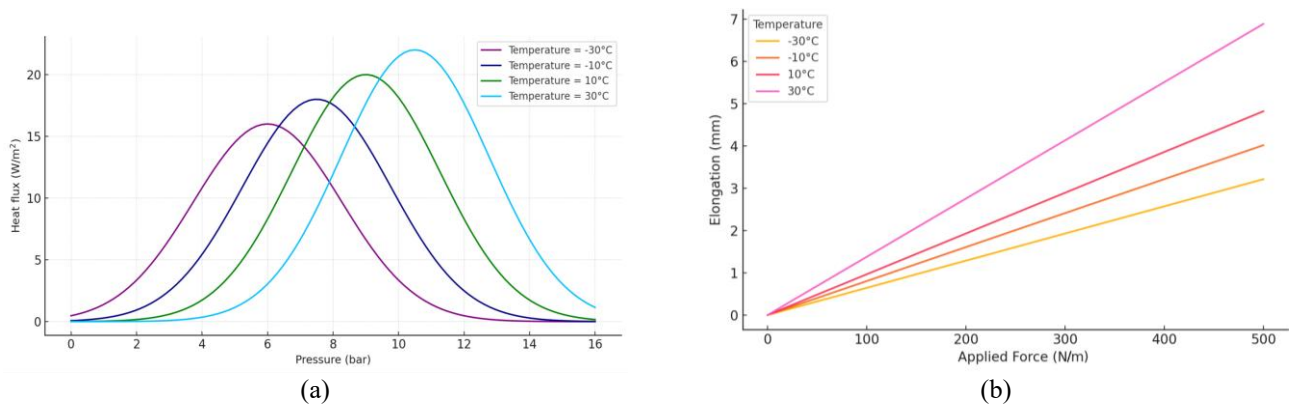 Heat flux (W/m²)
20
15
10
5
0
Temperature = -30°C
Temperature = -10°C
Temperature = 10°C
Temperature = 30°C
0 2 4 6 8 10 12 14 16
Pressure (bar)
(a)
Elongation (mm)
7
6
5
4
3
2
1
0
Temperature
-30°C
-10°C
10°C
30°C
0 100 200 300 400 500
Applied Force (N/m)
(b)